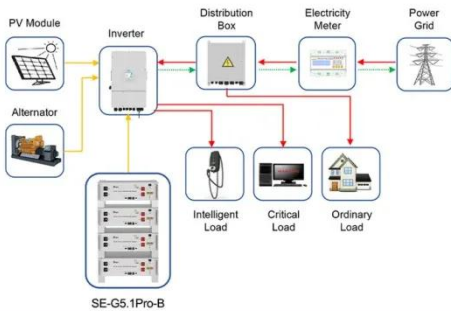 PV Module
Inverter
Distribution
Box
Electricity
Meter
Power
Grid
Alternator
Intelligent
Load
Critical
Load
Ordinary
Load
SE-G5.1Pro-B